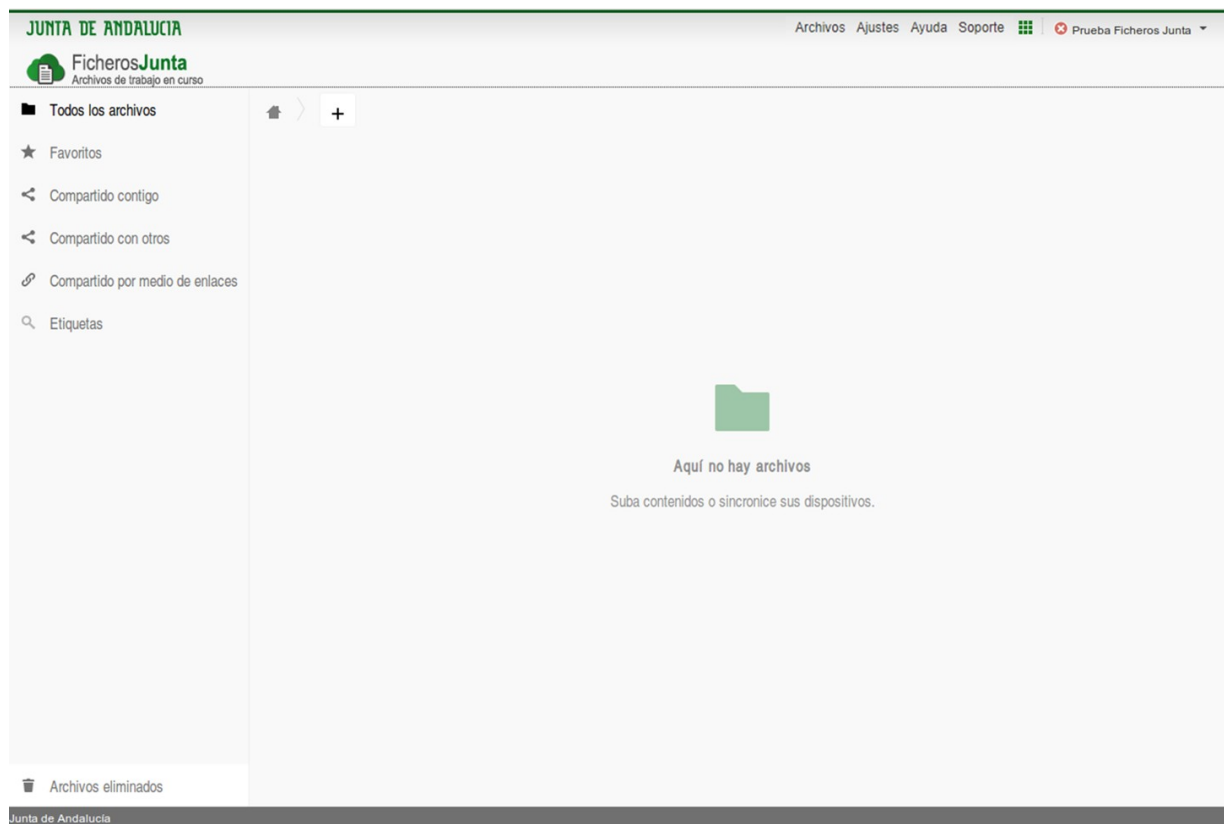 JUNTA DE ANDALUCIA
Archivos Ajustes Ayuda Soporte Prueba Ficheros Junta
FicherosJunta
Archivos de trabajo en curso
Todos los archivos
+
Favoritos
Compartido contigo
Compartido con otros
Compartido por medio de enlaces
Etiquetas
Aquí no hay archivos
Suba contenidos o sincronice sus dispositivos.
Archivos eliminados
Junta de Andalucía